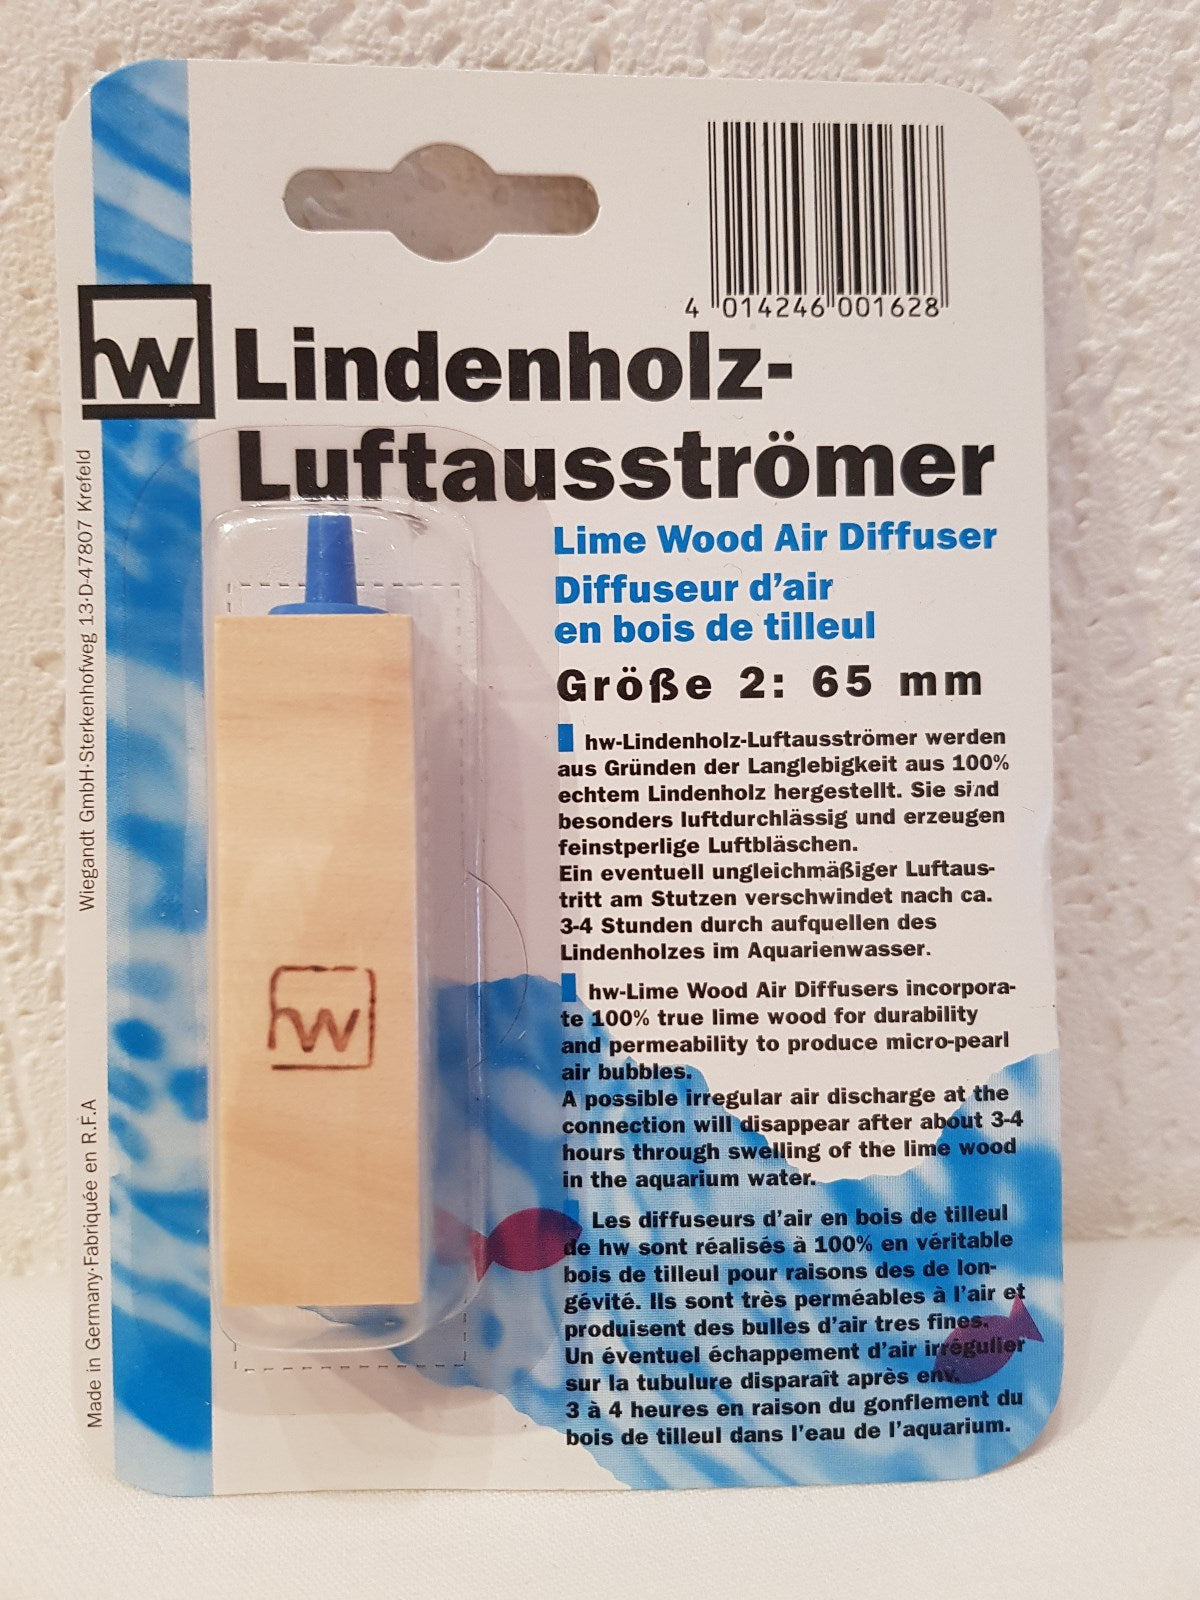 4 014246 001628
hw
Lindenholz-
Luftausströmer
Lime Wood Air Diffuser
Diffuseur d'air
en bois de tilleul
Größe 2: 65 mm
hw-Lindenholz-Luftausströmer werden
aus Gründen der Langlebigkeit aus 100%
echtem Lindenholz hergestellt. Sie sind
besonders luftdurchlässig und erzeugen
feinstperlige Luftbläschen.
Ein eventuell ungleichmäßiger Luftaus-
tritt am Stutzen verschwindet nach ca.
3-4 Stunden durch aufquellen des
Lindenholzes im Aquarienwasser.
hw-Lime Wood Air Diffusers incorpora-
te 100% true lime wood for durability
and permeability to produce micro-pearl
air bubbles.
A possible irregular air discharge at the
connection will disappear after about 3-4
hours through swelling of the lime wood
in the aquarium water.
Les diffuseurs d'air en bois de tilleul
de hw sont réalisés à 100% en véritable
bois de tilleul pour raisons des de lon-
gévité. Ils sont très perméables à l'air et
produisent des bulles d'air tres fines.
Un éventuel échappement d'air irrégulier
sur la tubulure disparaît après env.
3 à 4 heures en raison du gonflement du
bois de tilleul dans l'eau de l'aquarium.
hw
Wiegandt GmbH·Sterkenhofweg 13·D-47807 Krefeld
Made in Germany·Fabriquée en R.F.A